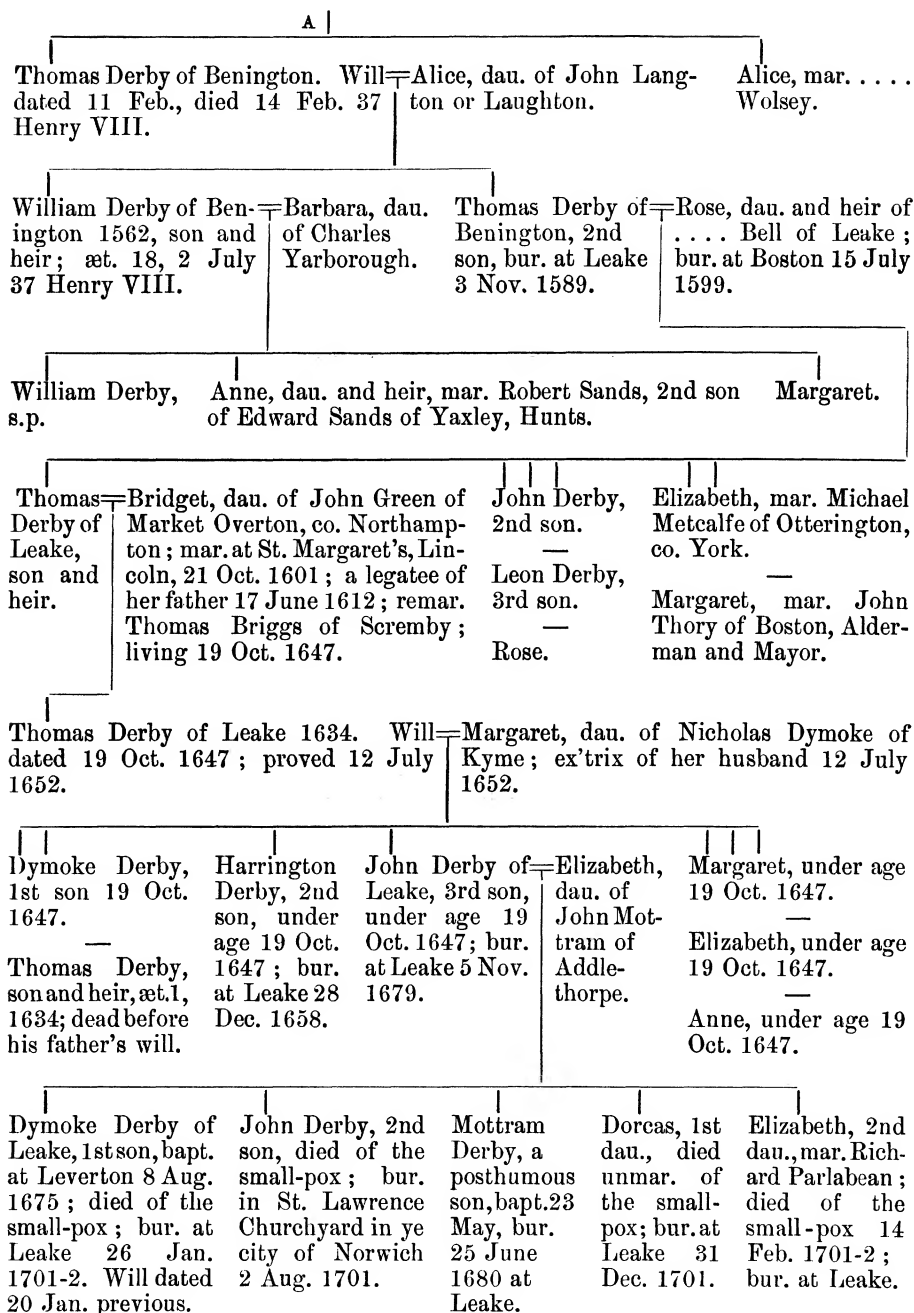 A
Thomas Derby of Benington. Will
dated 11 Feb., died 14 Feb. 37
Henry VIII.
Alice, dau. of John Lang-
ton or Laughton.
Alice, mar. . . . . .
Wolsey.
William Derby of Ben-
ington 1562, son and
heir; æt. 18, 2 July
37 Henry VIII.
Barbara, dau.
of Charles
Yarborough.
Thomas Derby of
Benington, 2nd
son, bur. at Leake
3 Nov. 1589.
Rose, dau. and heir of
. . . . Bell of Leake ;
bur. at Boston 15 July
1599.
William Derby,
s.p.
Anne, dau. and heir, mar. Robert Sands, 2nd son
of Edward Sands of Yaxley, Hunts.
Margaret.
Thomas
Derby of
Leake,
son and
heir.
Bridget, dau. of John Green of
Market Overton, co. Northamp-
ton ; mar. at St. Margaret's, Lin-
coln, 21 Oct. 1601 ; a legatee of
her father 17 June 1612 ; remar.
Thomas Briggs of Scremby ;
living 19 Oct. 1647.
John Derby,
2nd son.
—
Leon Derby,
3rd son.
—
Rose.
Elizabeth, mar. Michael
Metcalfe of Otterington,
co. York.
—
Margaret, mar. John
Thory of Boston, Alder-
man and Mayor.
Thomas Derby of Leake 1634. Will
dated 19 Oct. 1647 ; proved 12 July
1652.
Margaret, dau. of Nicholas Dymoke of
Kyme ; ex'trix of her husband 12 July
1652.
Dymoke Derby,
1st son 19 Oct.
1647.
—
Thomas Derby,
son and heir, æt. 1,
1634; dead before
his father's will.
Harrington
Derby, 2nd
son, under
age 19 Oct.
1647 ; bur.
at Leake 28
Dec. 1658.
John Derby of
Leake, 3rd son,
under age 19
Oct. 1647; bur.
at Leake 5 Nov.
1679.
Elizabeth,
dau. of
John Mot-
tram of
Addle-
thorpe.
Margaret, under age
19 Oct. 1647.
—
Elizabeth, under age
19 Oct. 1647.
—
Anne, under age 19
Oct. 1647.
Dymoke Derby of
Leake, 1st son, bapt.
at Leverton 8 Aug.
1675 ; died of the
small-pox ; bur. at
Leake 26 Jan.
1701-2. Will dated
20 Jan. previous.
John Derby, 2nd
son, died of the
small-pox ; bur.
in St. Lawrence
Churchyard in ye
city of Norwich
2 Aug. 1701.
Mottram
Derby, a
posthumous
son, bapt. 23
May, bur.
25 June
1680 at
Leake.
Dorcas, 1st
dau., died
unmar. of
the small-
pox; bur. at
Leake 31
Dec. 1701.
Elizabeth, 2nd
dau., mar. Rich-
ard Parlabean ;
died of the
small-pox 14
Feb. 1701-2 ;
bur. at Leake.